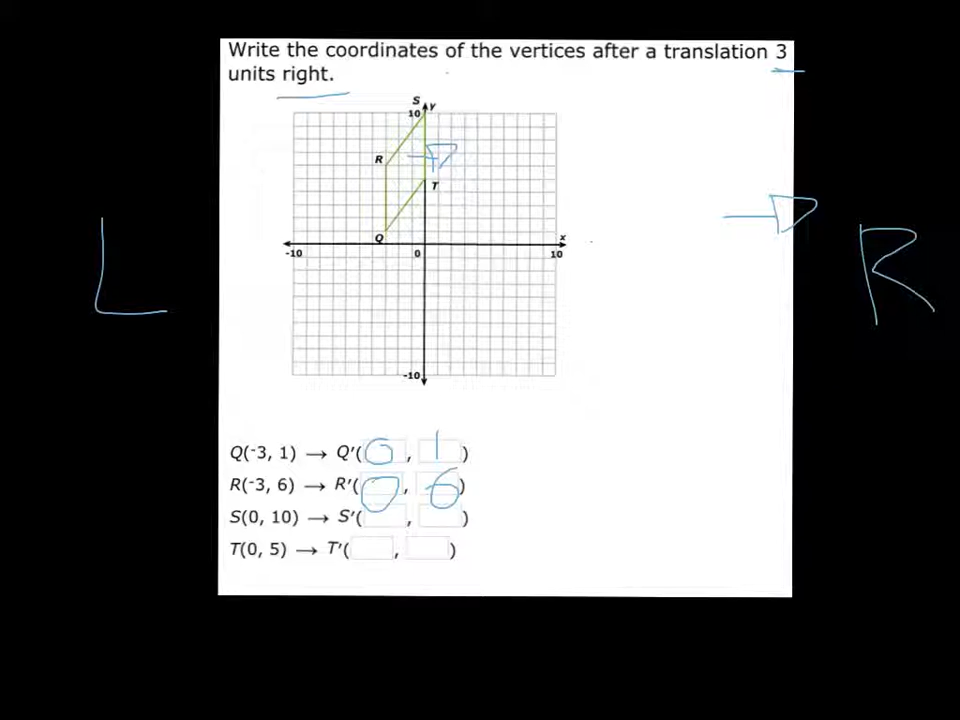 Write the coordinates of the vertices after a translation 3
units right.
S
y
10
R
T
Q
x
-10
0
10
-10
L
R
Q(-3, 1) → Q'(0, 1)
R(-3, 6) → R'(0, 6)
S(0, 10) → S'( , )
T(0, 5) → T'( , )